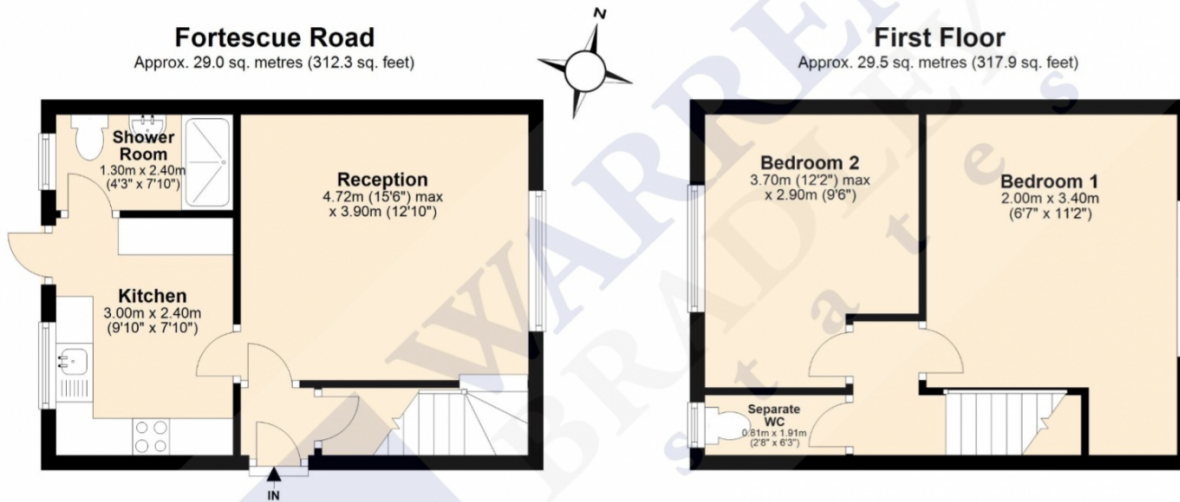 Fortescue Road
Approx. 29.0 sq. metres (312.3 sq. feet)
N
First Floor
Approx. 29.5 sq. metres (317.9 sq. feet)
Shower
Room
1.30m x 2.40m
(4'3" x 7'10")
Reception
4.72m (15'6") max
x 3.90m (12'10")
Kitchen
3.00m x 2.40m
(9'10" x 7'10")
IN
Bedroom 2
3.70m (12'2") max
x 2.90m (9'6")
Bedroom 1
2.00m x 3.40m
(6'7" x 11'2")
Separate
WC
0.81m x 1.91m
(2'8" x 6'3")
WARREN
BRADLEY
states